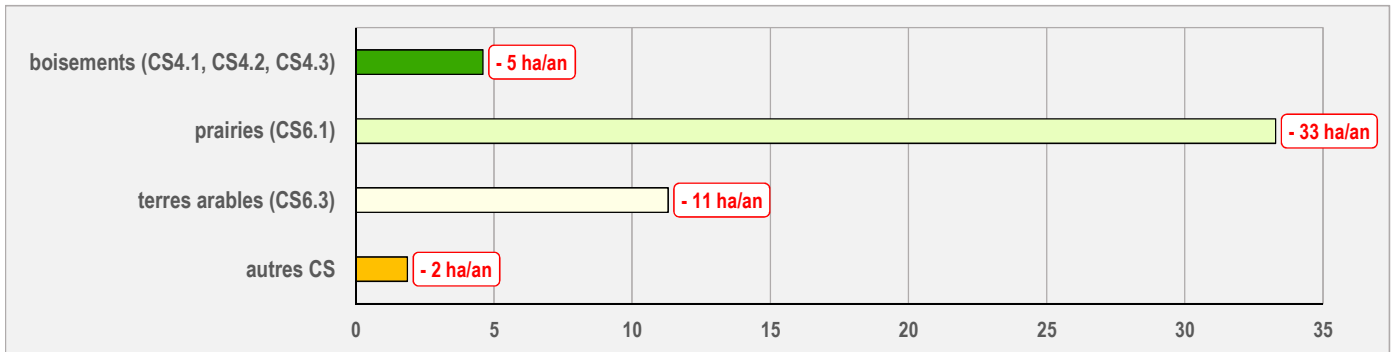 boisements (CS4.1, CS4.2, CS4.3)
- 5 ha/an
prairies (CS6.1)
- 33 ha/an
terres arables (CS6.3)
- 11 ha/an
autres CS
- 2 ha/an
0 5 10 15 20 25 30 35